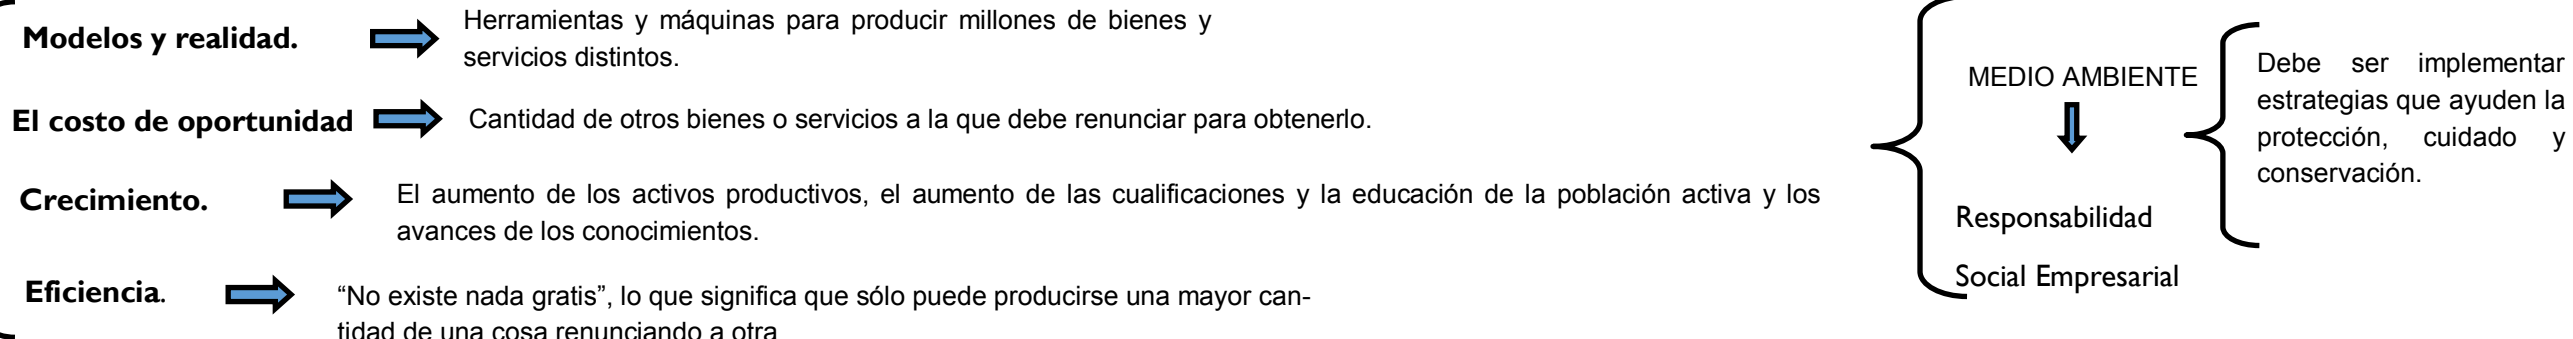 Modelos y realidad.
Herramientas y máquinas para producir millones de bienes y
servicios distintos.
El costo de oportunidad
Cantidad de otros bienes o servicios a la que debe renunciar para obtenerlo.
Crecimiento.
El aumento de los activos productivos, el aumento de las cualificaciones y la educación de la población activa y los
avances de los conocimientos.
Eficiencia.
“No existe nada gratis”, lo que significa que sólo puede producirse una mayor can-
tidad de una cosa renunciando a otra
MEDIO AMBIENTE
Responsabilidad
Social Empresarial
Debe ser implementar
estrategias que ayuden la
protección, cuidado y
conservación.